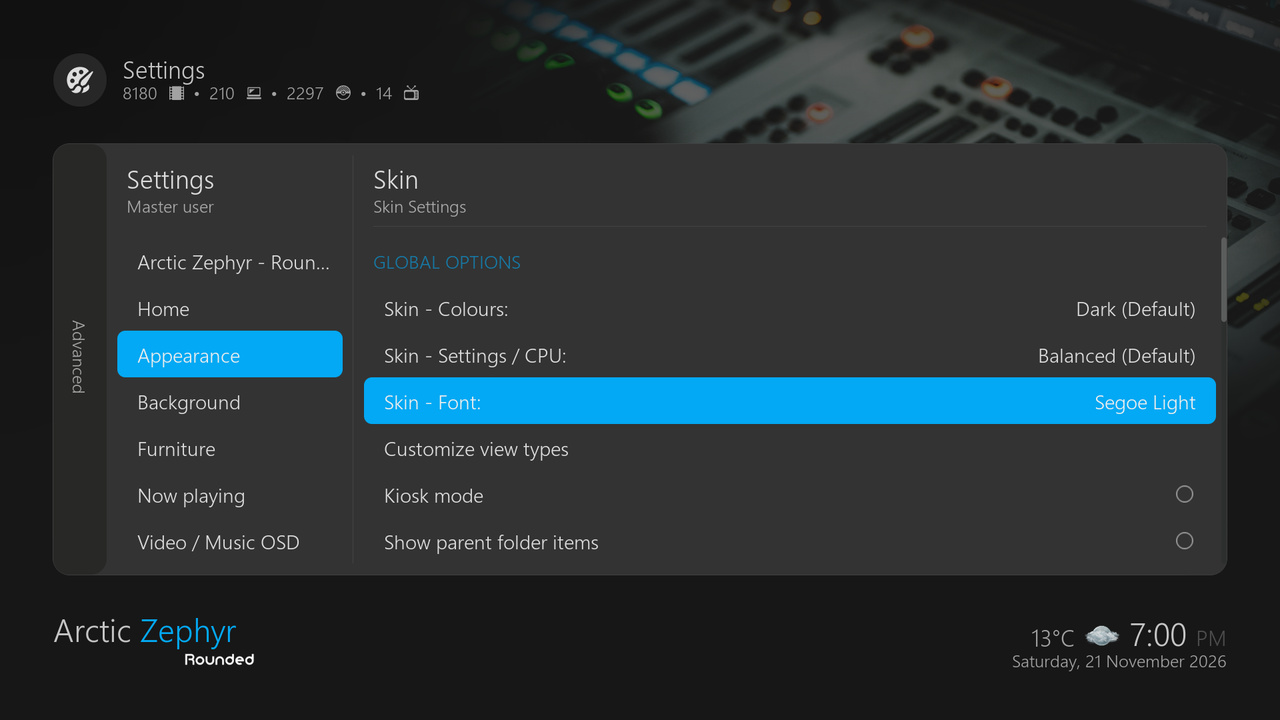 Settings
8180 • 210 • 2297 • 14
Advanced
Settings
Master user
Arctic Zephyr - Roun...
Home
Appearance
Background
Furniture
Now playing
Video / Music OSD
Skin
Skin Settings
GLOBAL OPTIONS
Skin - Colours: Dark (Default)
Skin - Settings / CPU: Balanced (Default)
Skin - Font: Segoe Light
Customize view types
Kiosk mode
Show parent folder items
Arctic Zephyr
Rounded
13°C 7:00 PM
Saturday, 21 November 2026